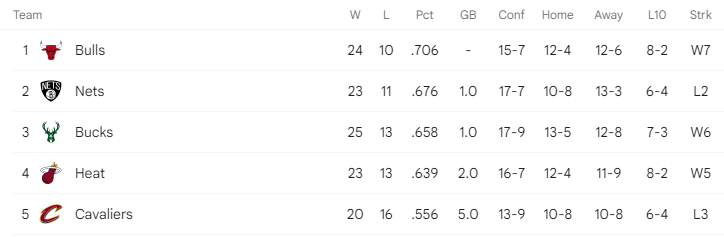 Team W L Pct GB Conf Home Away L10 Strk
1 Bulls 24 10 .706 - 15-7 12-4 12-6 8-2 W7
2 NETS B Nets 23 11 .676 1.0 17-7 10-8 13-3 6-4 L2
3 Bucks 25 13 .658 1.0 17-9 13-5 12-8 7-3 W6
4 Heat 23 13 .639 2.0 16-7 12-4 11-9 8-2 W5
5 C Cavaliers 20 16 .556 5.0 13-9 10-8 10-8 6-4 L3